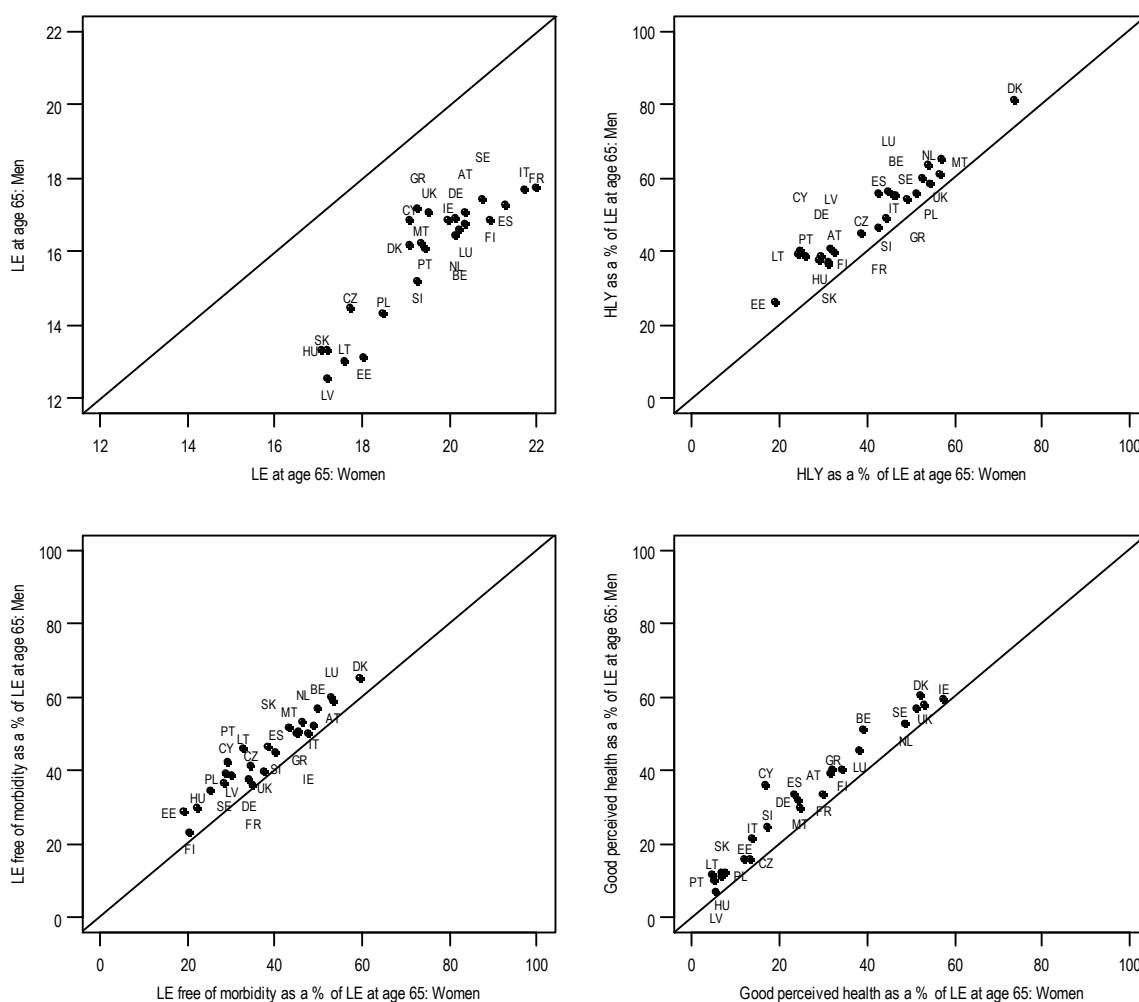 22
20
18
16
14
12
LE at age 65: Men
SE
AT
IT
FR
GR
UK
DE
CY
IE
ES
MT
FI
DK
LU
PT
NL
BE
SI
CZ
PL
SK
HU
LT
EE
LV
12 14 16 18 20 22
LE at age 65: Women
100
80
60
40
20
0
HLY as a % of LE at age 65: Men
DK
LU
BE
NL
MT
ES
SE
CY
LV
UK
DE
IT
PL
CZ
PT
AT
GR
SI
LT
FI
FR
HU
SK
EE
0 20 40 60 80 100
HLY as a % of LE at age 65: Women
100
80
60
40
20
0
LE free of morbidity as a % of LE at age 65: Men
LU
DK
BE
NL
SK
MT
AT
PT
LT
ES
IT
CY
CZ
GR
SI
PL
IE
HU
LV
UK
EE
SE
DE
FR
FI
0 20 40 60 80 100
LE free of morbidity as a % of LE at age 65: Women
100
80
60
40
20
0
Good perceived health as a % of LE at age 65: Men
DK
IE
BE
SE
UK
NL
GR
LU
CY
AT
ES
FI
DE
FR
SI
MT
IT
SK
EE
LT
CZ
PT
PL
HU
LV
0 20 40 60 80 100
Good perceived health as a % of LE at age 65: Women